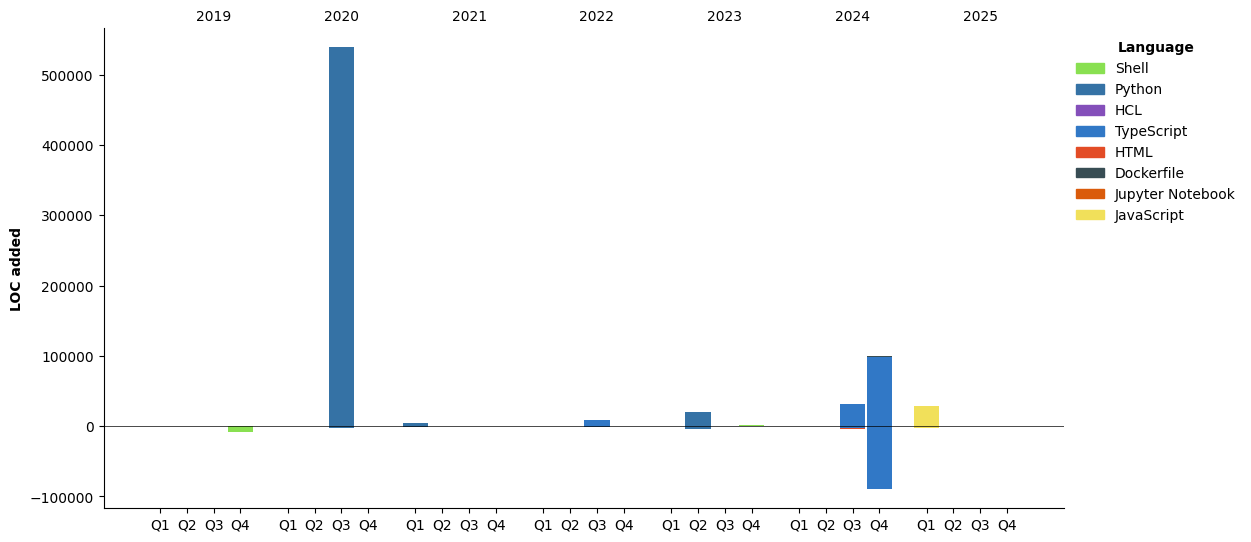 2019 2020 2021 2022 2023 2024 2025
Language
Shell
Python
HCL
TypeScript
HTML
Dockerfile
Jupyter Notebook
JavaScript
LOC added
500000
400000
300000
200000
100000
0
−100000
Q1 Q2 Q3 Q4 Q1 Q2 Q3 Q4 Q1 Q2 Q3 Q4 Q1 Q2 Q3 Q4 Q1 Q2 Q3 Q4 Q1 Q2 Q3 Q4 Q1 Q2 Q3 Q4